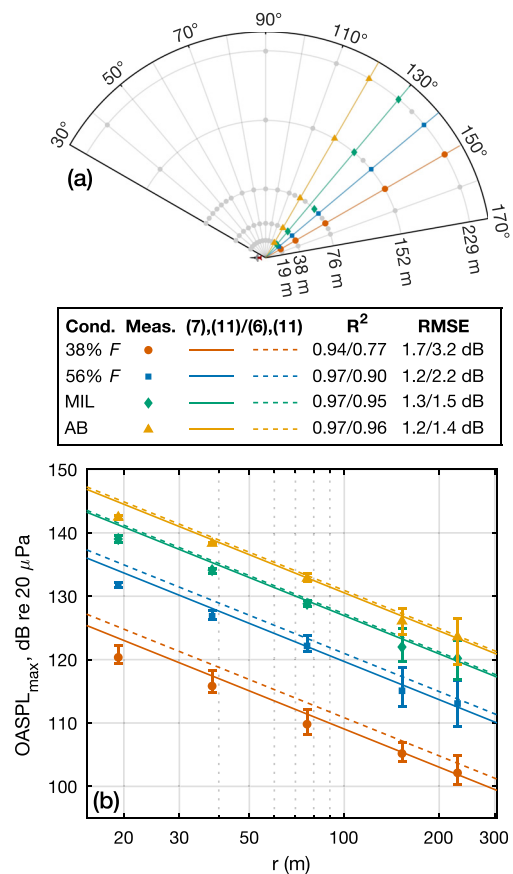 90°
70°
110°
50°
130°
30°
150°
170°
(a)
19 m
38 m
76 m
152 m
229 m
Cond. Meas. (7),(11)/(6),(11) R² RMSE
38% F 0.94/0.77 1.7/3.2 dB
56% F 0.97/0.90 1.2/2.2 dB
MIL 0.97/0.95 1.3/1.5 dB
AB 0.97/0.96 1.2/1.4 dB
150
140
130
120
110
100
OASPLmax, dB re 20 μPa
(b)
20 30 50 100 200 300
r (m)